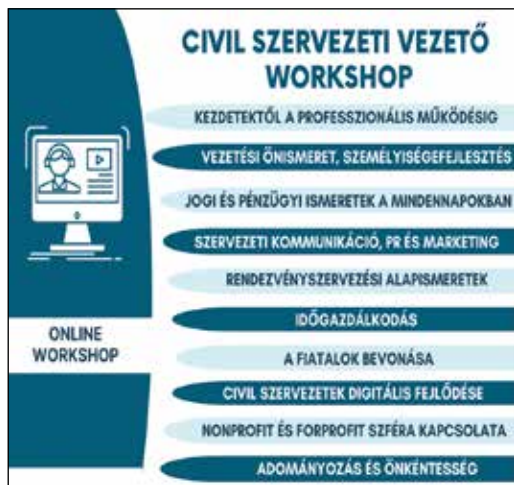 CIVIL SZERVEZETI VEZETŐ
WORKSHOP
KEZDETEKTŐL A PROFESSZIONÁLIS MŰKÖDÉSIG
VEZETÉSI ÖNISMERET, SZEMÉLYISÉGEFEJLESZTÉS
JOGI ÉS PÉNZÜGYI ISMERETEK A MINDENNAPOKBAN
SZERVEZETI KOMMUNIKÁCIÓ, PR ÉS MARKETING
RENDEZVÉNYSZERVEZÉSI ALAPISMERETEK
IDŐGAZDÁLKODÁS
A FIATALOK BEVONÁSA
CIVIL SZERVEZETEK DIGITÁLIS FEJLŐDÉSE
NONPROFIT ÉS FORPROFIT SZFÉRA KAPCSOLATA
ADOMÁNYOZÁS ÉS ÖNKÉNTESSÉG
ONLINE
WORKSHOP